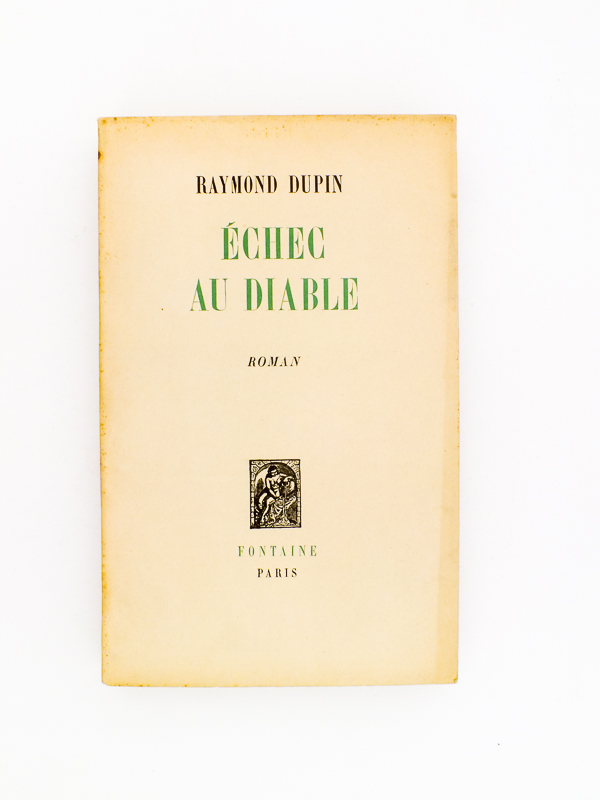 RAYMOND DUPIN
ÉCHEC
AU DIABLE
ROMAN
FONTAINE
PARIS